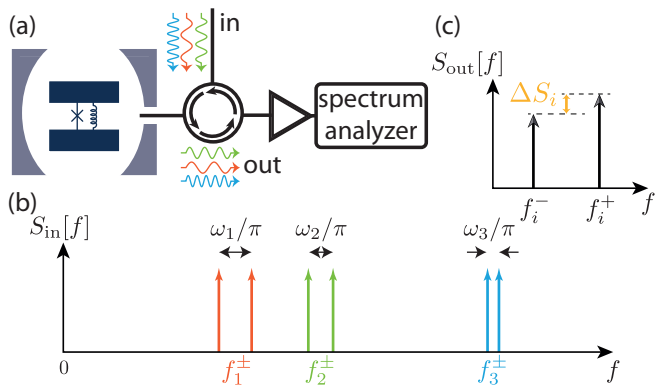 (a)
in
out
spectrum
analyzer
(c)
S_out[f]
ΔS_i
f_i^-
f_i^+
f
(b)
S_in[f]
ω_1/π
ω_2/π
ω_3/π
0
f_1^±
f_2^±
f_3^±
f